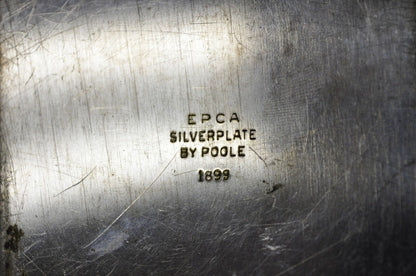 EPCA
SILVERPLATE
BY POOLE
1899